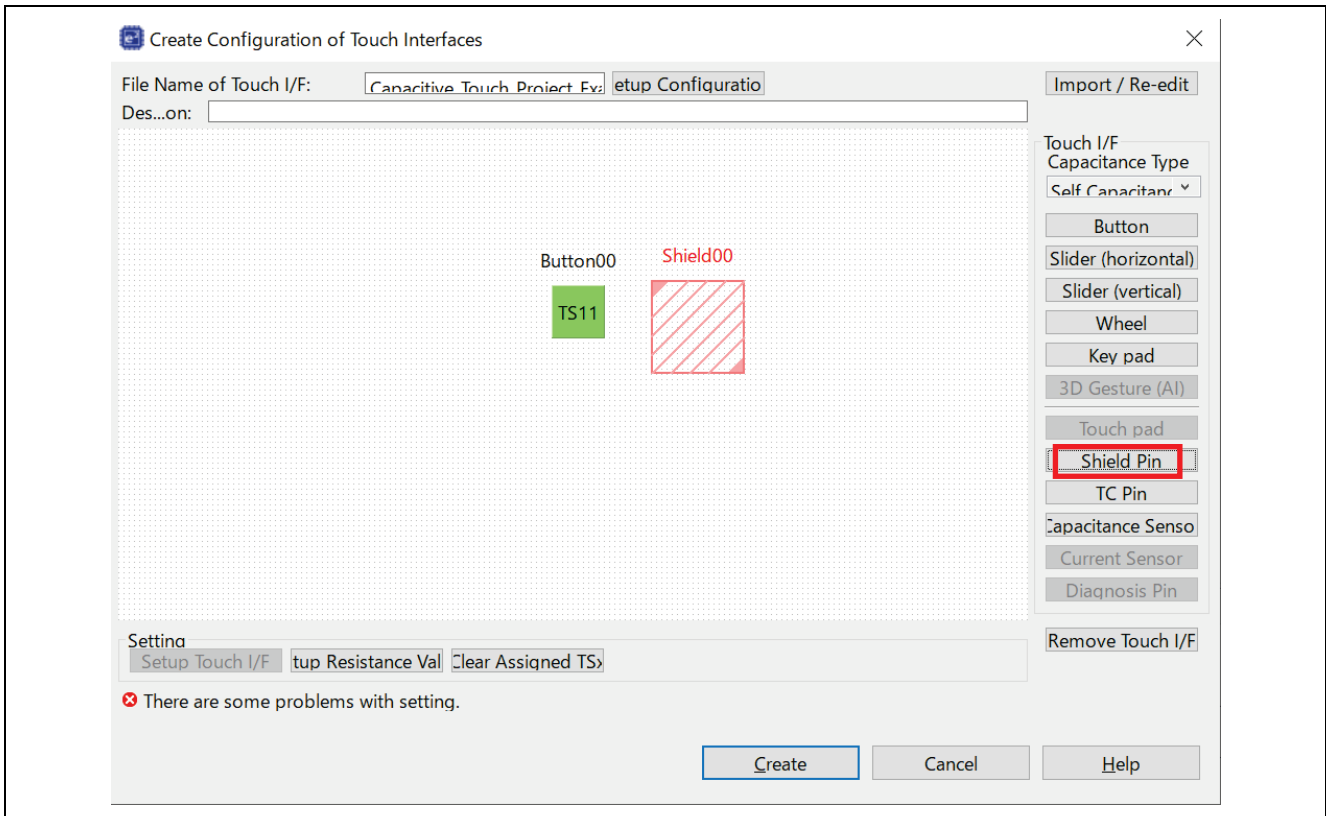 Create Configuration of Touch Interfaces
File Name of Touch I/F: Capacitive Touch Project Exa etup Configuratio Import / Re-edit
Des...on:
Touch I/F
Capacitance Type
Self Capacitanc
Button
Slider (horizontal)
Slider (vertical)
Wheel
Key pad
3D Gesture (AI)
Touch pad
Shield Pin
TC Pin
Capacitance Senso
Current Sensor
Diagnosis Pin
Remove Touch I/F
Button00 Shield00
TS11
Setting
Setup Touch I/F tup Resistance Val Clear Assigned TSx
There are some problems with setting.
Create Cancel Help